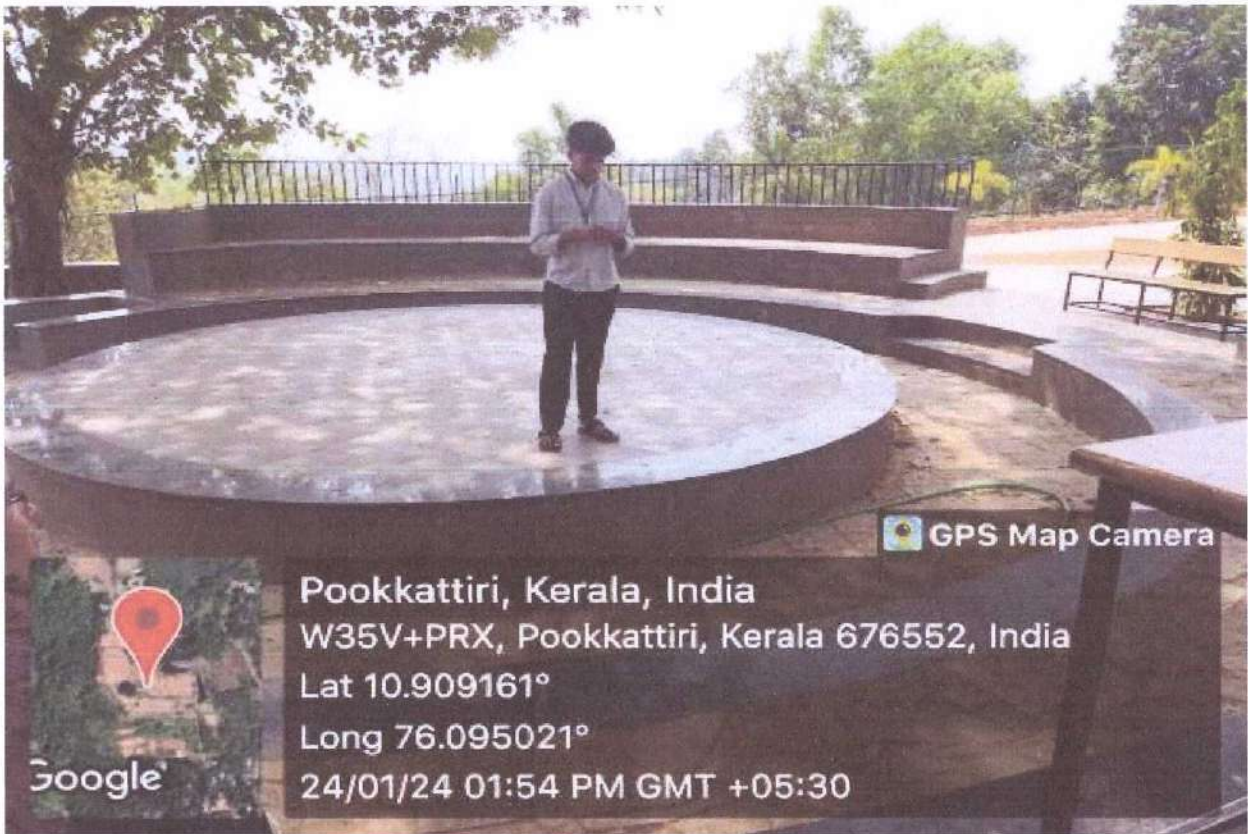 GPS Map Camera
Pookkattiri, Kerala, India
W35V+PRX, Pookkattiri, Kerala 676552, India
Lat 10.909161°
Long 76.095021°
24/01/24 01:54 PM GMT +05:30
Google